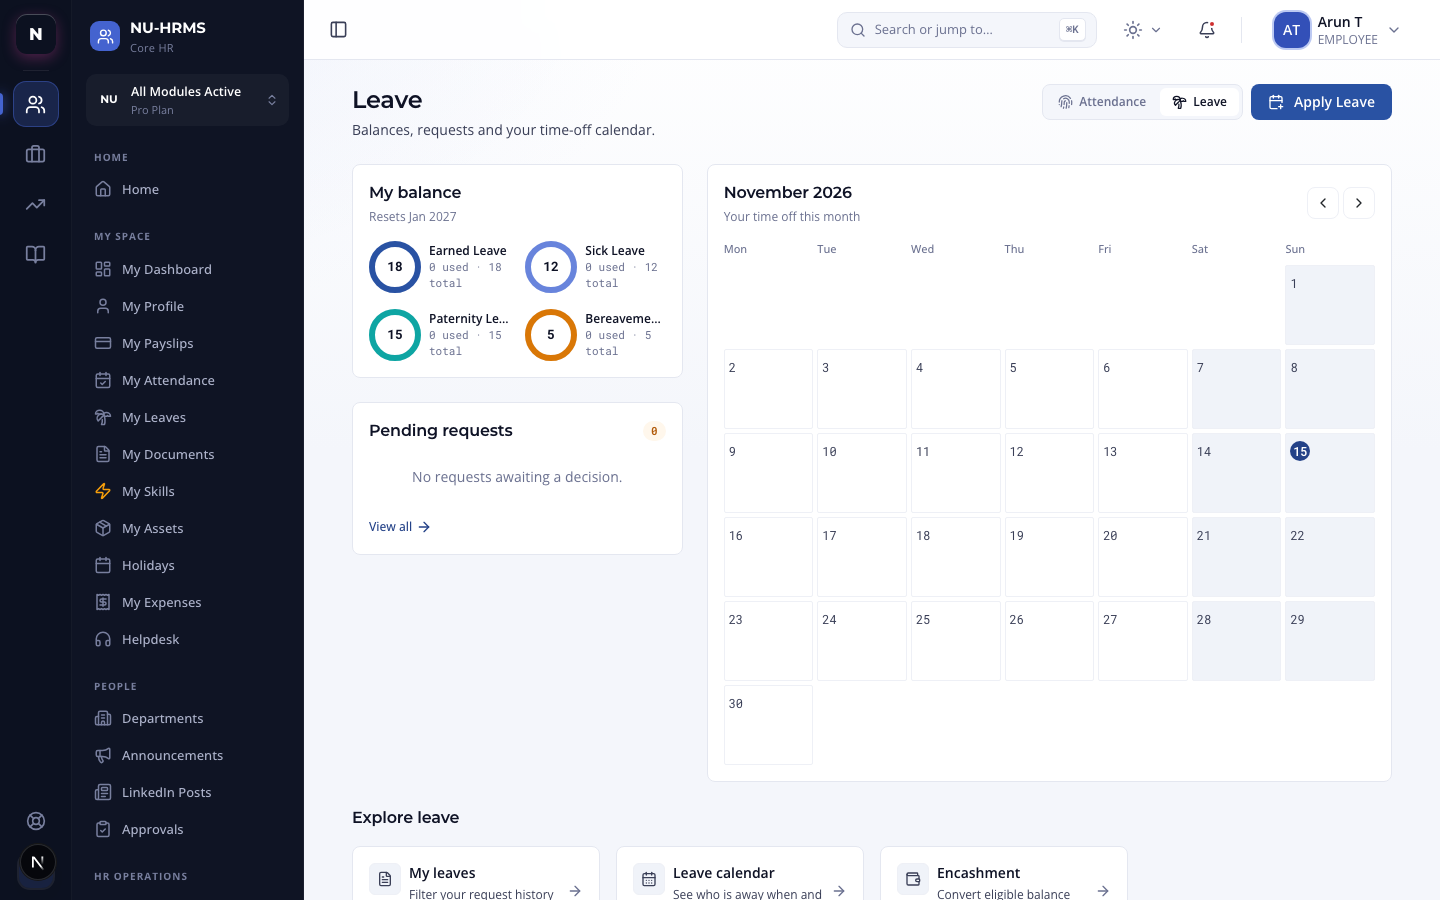 N
NU-HRMS
Core HR
NU
All Modules Active
Pro Plan
HOME
Home
MY SPACE
My Dashboard
My Profile
My Payslips
My Attendance
My Leaves
My Documents
My Skills
My Assets
Holidays
My Expenses
Helpdesk
PEOPLE
Departments
Announcements
LinkedIn Posts
Approvals
HR OPERATIONS
N
Search or jump to...
⌘K
AT
Arun T
EMPLOYEE
Leave
Balances, requests and your time-off calendar.
Attendance
Leave
Apply Leave
My balance
Resets Jan 2027
18
Earned Leave
0 used · 18
total
12
Sick Leave
0 used · 12
total
15
Paternity Le...
0 used · 15
total
5
Bereaveme...
0 used · 5
total
Pending requests
0
No requests awaiting a decision.
View all
November 2026
Your time off this month
Mon Tue Wed Thu Fri Sat Sun
1
2 3 4 5 6 7 8
9 10 11 12 13 14 15
16 17 18 19 20 21 22
23 24 25 26 27 28 29
30
Explore leave
My leaves
Filter your request history
Leave calendar
See who is away when and
Encashment
Convert eligible balance